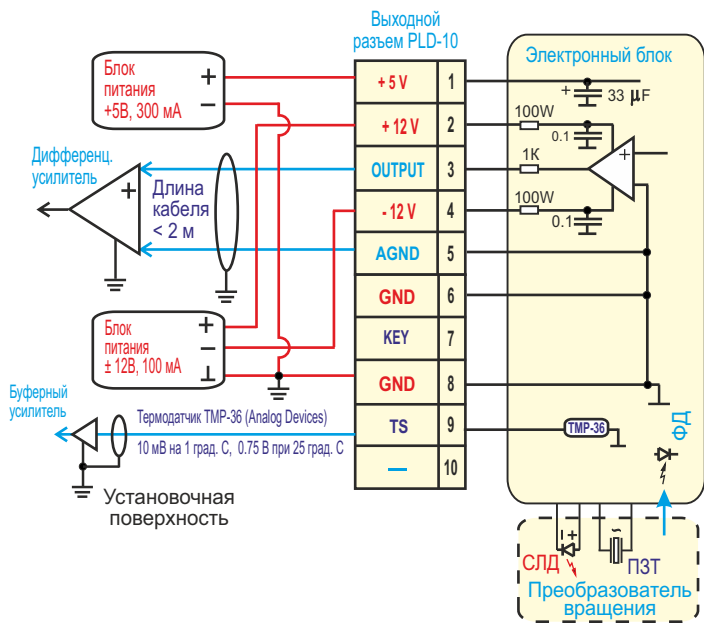 Выходной
разъем PLD-10
Блок
питания
+5В, 300 мА
+
−
Дифференц.
усилитель
+
Длина
кабеля
< 2 м
Блок
питания
± 12В, 100 мА
+
−
⊥
Буферный
усилитель
Термодатчик TMP-36 (Analog Devices)
10 мВ на 1 град. С, 0.75 В при 25 град. С
Установочная
поверхность
+ 5 V 1
+ 12 V 2
OUTPUT 3
- 12 V 4
AGND 5
GND 6
KEY 7
GND 8
TS 9
— 10
Электронный блок
+
33 μF
100W
0.1
1К
+
100W
0.1
TMP-36
ФД
− +
~
СЛД
ПЗТ
Преобразователь
вращения